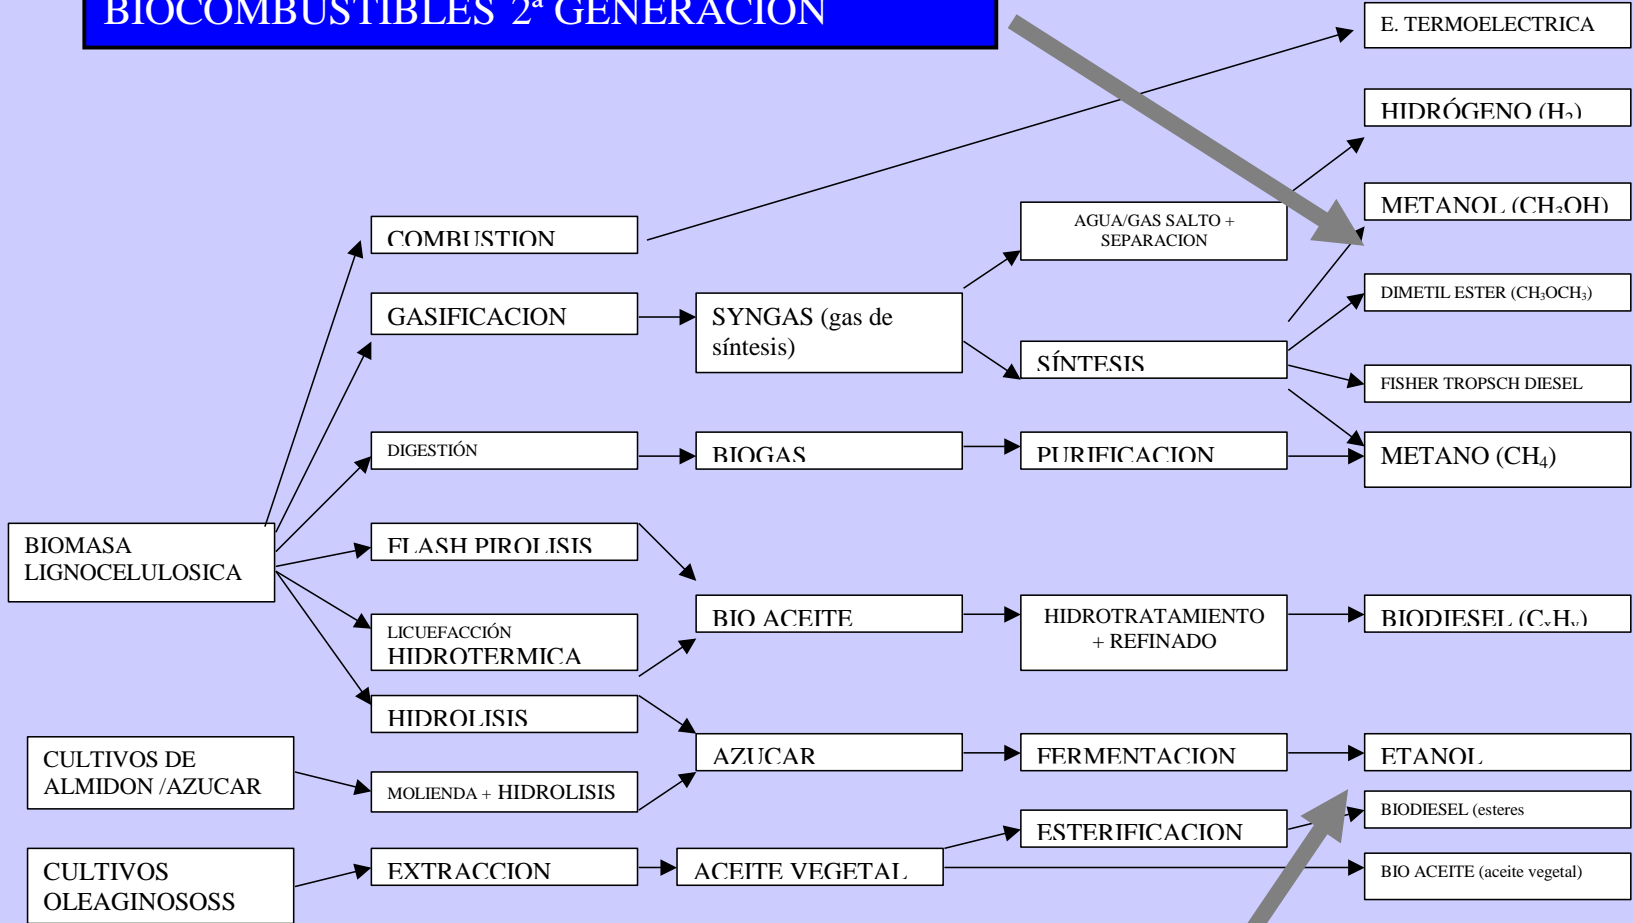 BIOCOMBUSTIBLES 2ª GENERACION
E. TERMOELECTRICA
HIDRÓGENO (H₂)
METANOL (CH₃OH)
COMBUSTION
AGUA/GAS SALTO +
SEPARACION
DIMETIL ESTER (CH₃OCH₃)
GASIFICACION
SYNGAS (gas de
síntesis)
SÍNTESIS
FISHER TROPSCH DIESEL
DIGESTIÓN
BIOGAS
PURIFICACION
METANO (CH₄)
BIOMASA
LIGNOCELULOSICA
FLASH PIROLISIS
LICUEFACCIÓN
HIDROTERMICA
BIO ACEITE
HIDROTRATAMIENTO
+ REFINADO
BIODIESEL (CₓHᵧ)
HIDROLISIS
CULTIVOS DE
ALMIDON /AZUCAR
MOLIENDA + HIDROLISIS
AZUCAR
FERMENTACION
ETANOL
BIODIESEL (esteres
ESTERIFICACION
CULTIVOS
OLEAGINOSOSS
EXTRACCION
ACEITE VEGETAL
BIO ACEITE (aceite vegetal)